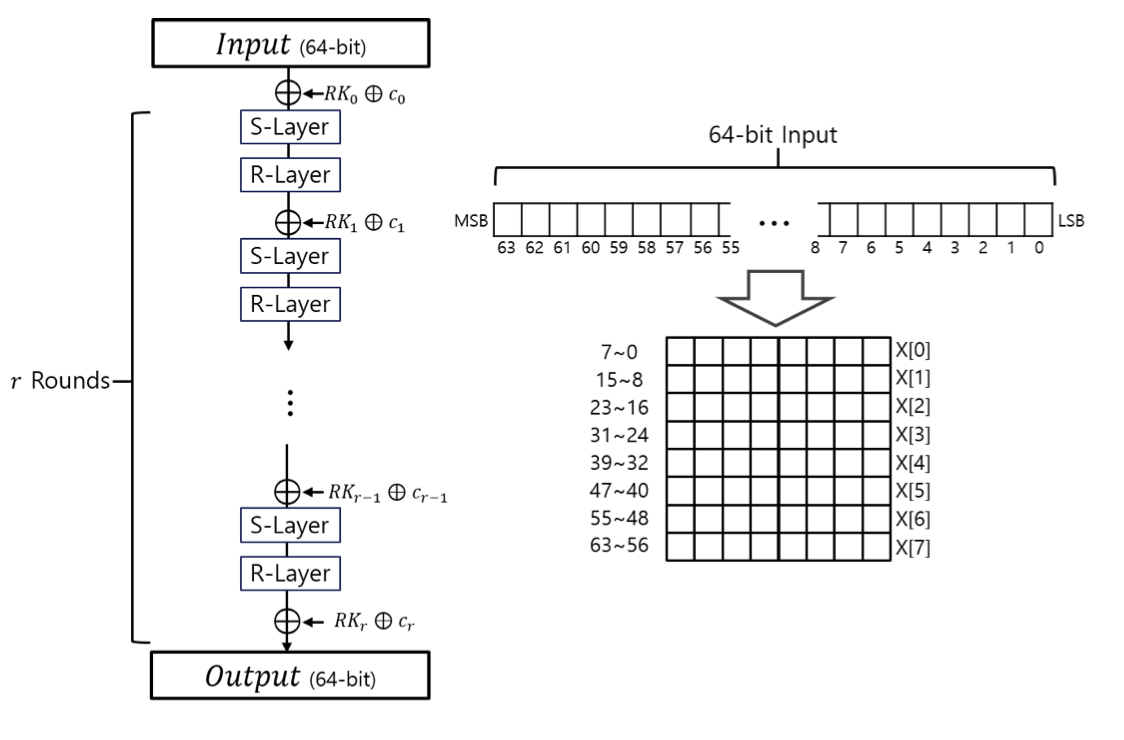 Input (64-bit)
RK₀ ⊕ c₀
S-Layer
R-Layer
RK₁ ⊕ c₁
S-Layer
R-Layer
⋮
r Rounds
RKᵣ₋₁ ⊕ cᵣ₋₁
S-Layer
R-Layer
RKᵣ ⊕ cᵣ
Output (64-bit)
64-bit Input
MSB ... LSB
63 62 61 60 59 58 57 56 55 8 7 6 5 4 3 2 1 0
7~0 X[0]
15~8 X[1]
23~16 X[2]
31~24 X[3]
39~32 X[4]
47~40 X[5]
55~48 X[6]
63~56 X[7]